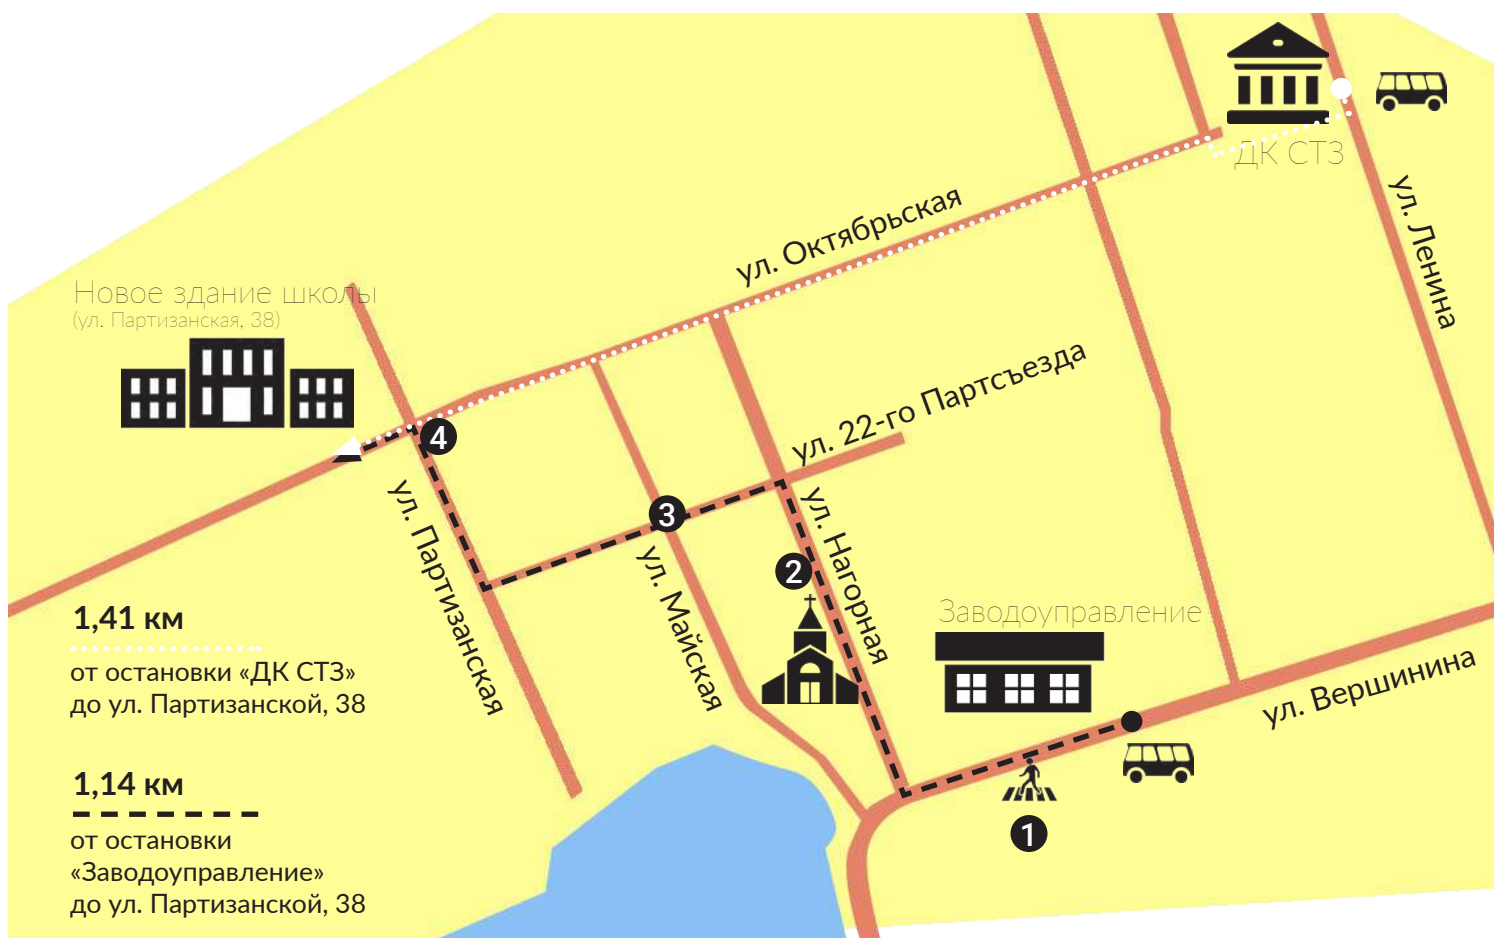 ДК СТЗ
ул. Ленина
ул. Октябрьская
Новое здание школы
(ул. Партизанская, 38)
ул. 22-го Партсъезда
4
3
2
ул. Партизанская
ул. Майская
ул. Нагорная
Заводоуправление
ул. Вершинина
1
1,41 км
от остановки «ДК СТЗ»
до ул. Партизанской, 38
1,14 км
от остановки
«Заводоуправление»
до ул. Партизанской, 38